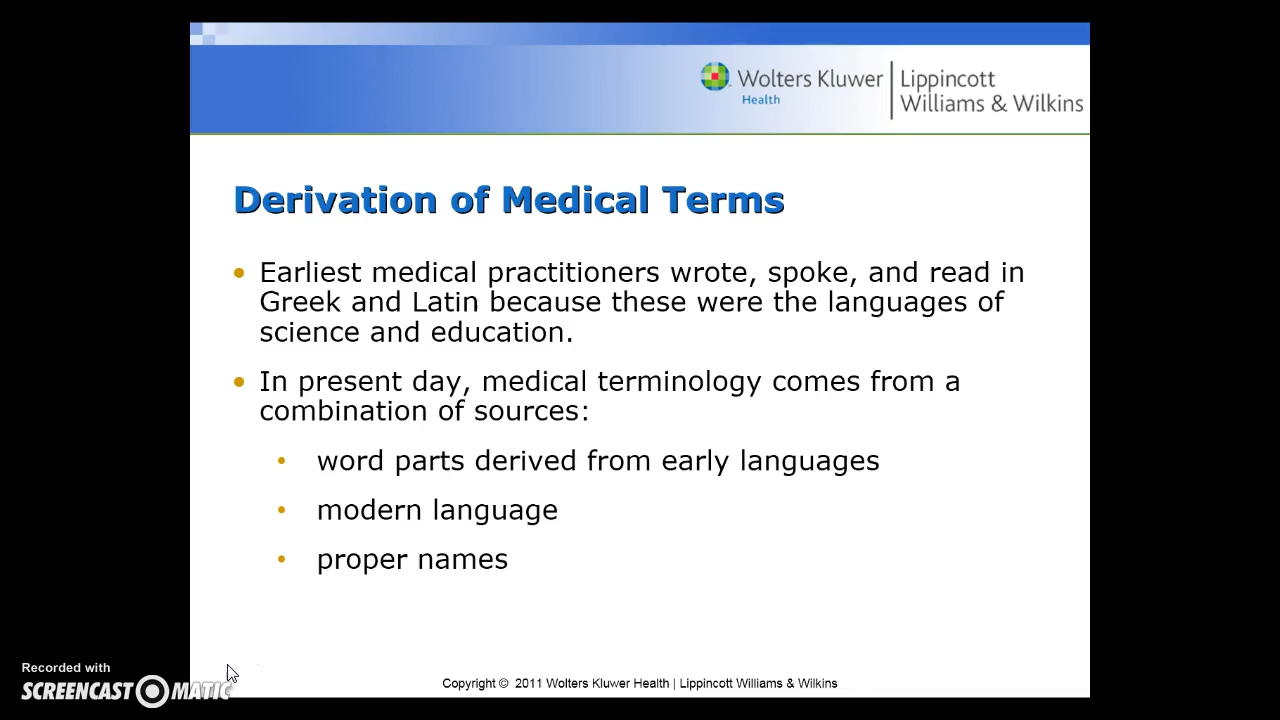 Wolters Kluwer
Health
Lippincott
Williams & Wilkins
Derivation of Medical Terms
• Earliest medical practitioners wrote, spoke, and read in
Greek and Latin because these were the languages of
science and education.
• In present day, medical terminology comes from a
combination of sources:
• word parts derived from early languages
• modern language
• proper names
Recorded with
SCREENCAST MATIC
Copyright © 2011 Wolters Kluwer Health | Lippincott Williams & Wilkins